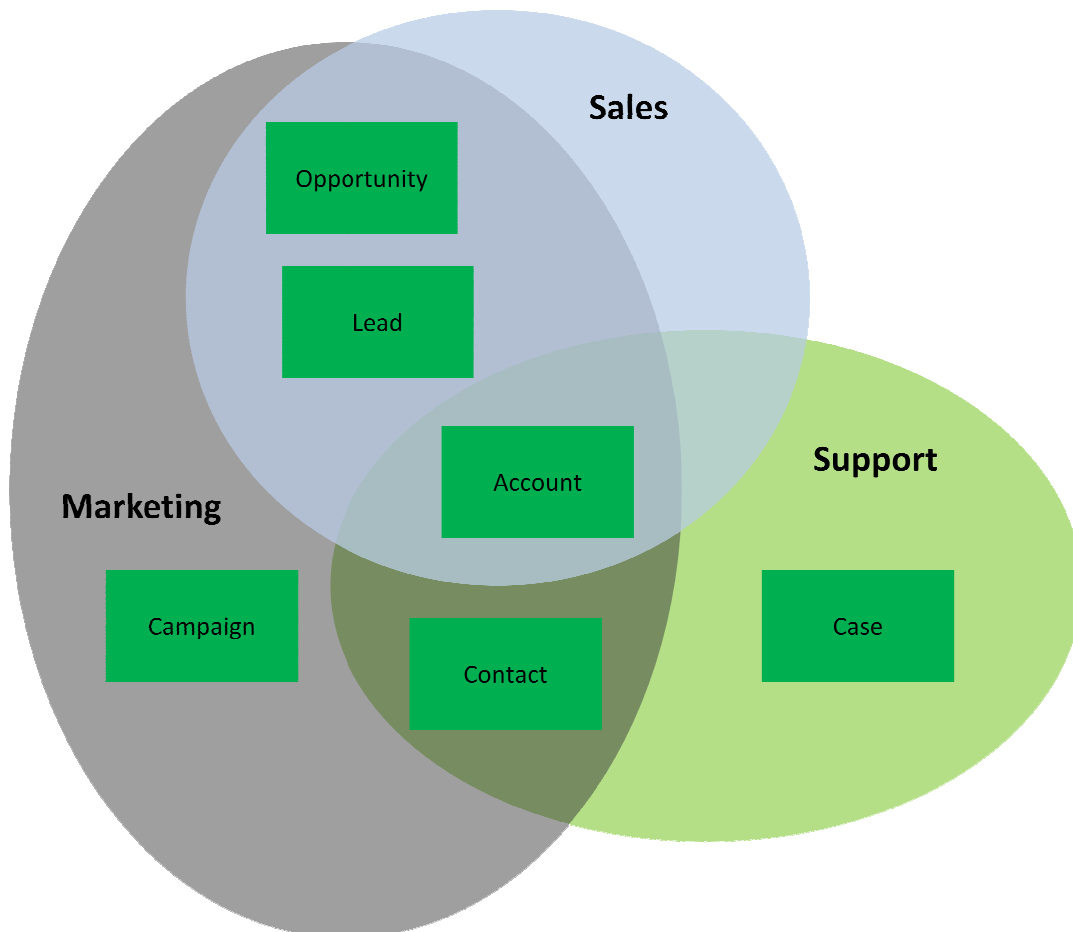 Sales
Opportunity
Lead
Support
Account
Marketing
Campaign
Case
Contact